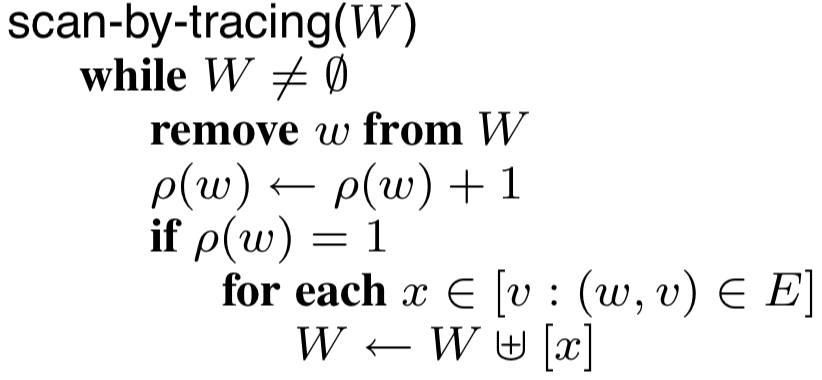 scan-by-tracing(W)
while W ≠ ∅
remove w from W
ρ(w) ← ρ(w) + 1
if ρ(w) = 1
for each x ∈ [v : (w, v) ∈ E]
W ← W ⊎ [x]